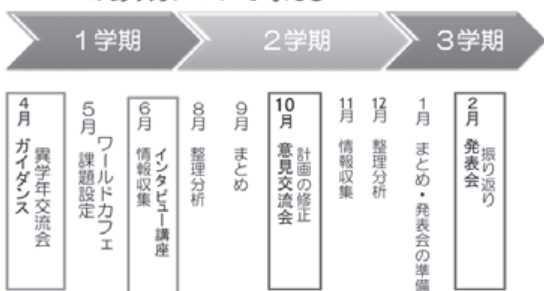 1学期
2学期
3学期
4月 ガイダンス
異学年交流会
5月 ワールドカフェ
課題設定
6月 インタビュー講座
情報収集
8月 整理分析
9月 まとめ
10月 計画の修正
意見交流会
11月 情報収集
12月 整理分析
1月 まとめ・発表会の準備
2月 振り返り
発表会